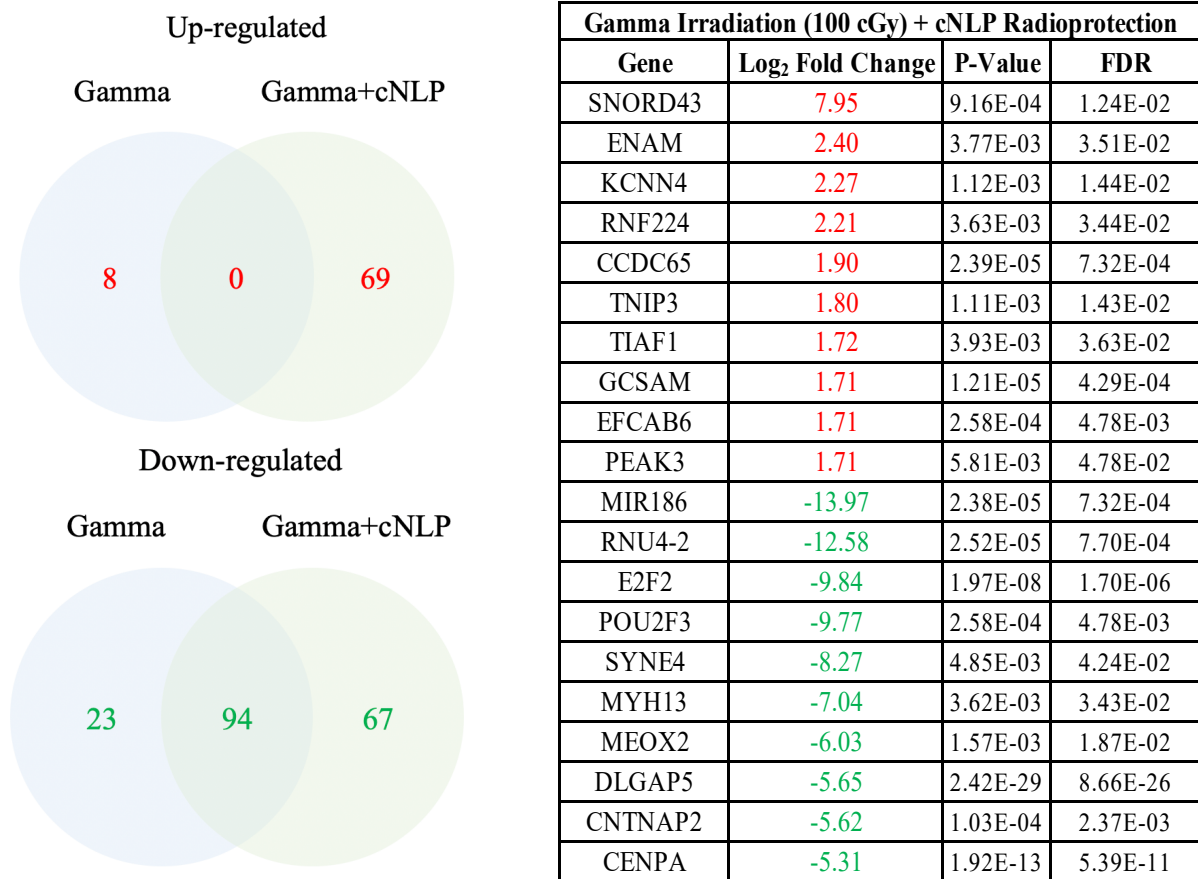 Up-regulated
Gamma Gamma+cNLP
8 0 69
Down-regulated
Gamma Gamma+cNLP
23 94 67
Gamma Irradiation (100 cGy) + cNLP Radioprotection
Gene Log₂ Fold Change P-Value FDR
SNORD43 7.95 9.16E-04 1.24E-02
ENAM 2.40 3.77E-03 3.51E-02
KCNN4 2.27 1.12E-03 1.44E-02
RNF224 2.21 3.63E-03 3.44E-02
CCDC65 1.90 2.39E-05 7.32E-04
TNIP3 1.80 1.11E-03 1.43E-02
TIAF1 1.72 3.93E-03 3.63E-02
GCSAM 1.71 1.21E-05 4.29E-04
EFCAB6 1.71 2.58E-04 4.78E-03
PEAK3 1.71 5.81E-03 4.78E-02
MIR186 -13.97 2.38E-05 7.32E-04
RNU4-2 -12.58 2.52E-05 7.70E-04
E2F2 -9.84 1.97E-08 1.70E-06
POU2F3 -9.77 2.58E-04 4.78E-03
SYNE4 -8.27 4.85E-03 4.24E-02
MYH13 -7.04 3.62E-03 3.43E-02
MEOX2 -6.03 1.57E-03 1.87E-02
DLGAP5 -5.65 2.42E-29 8.66E-26
CNTNAP2 -5.62 1.03E-04 2.37E-03
CENPA -5.31 1.92E-13 5.39E-11